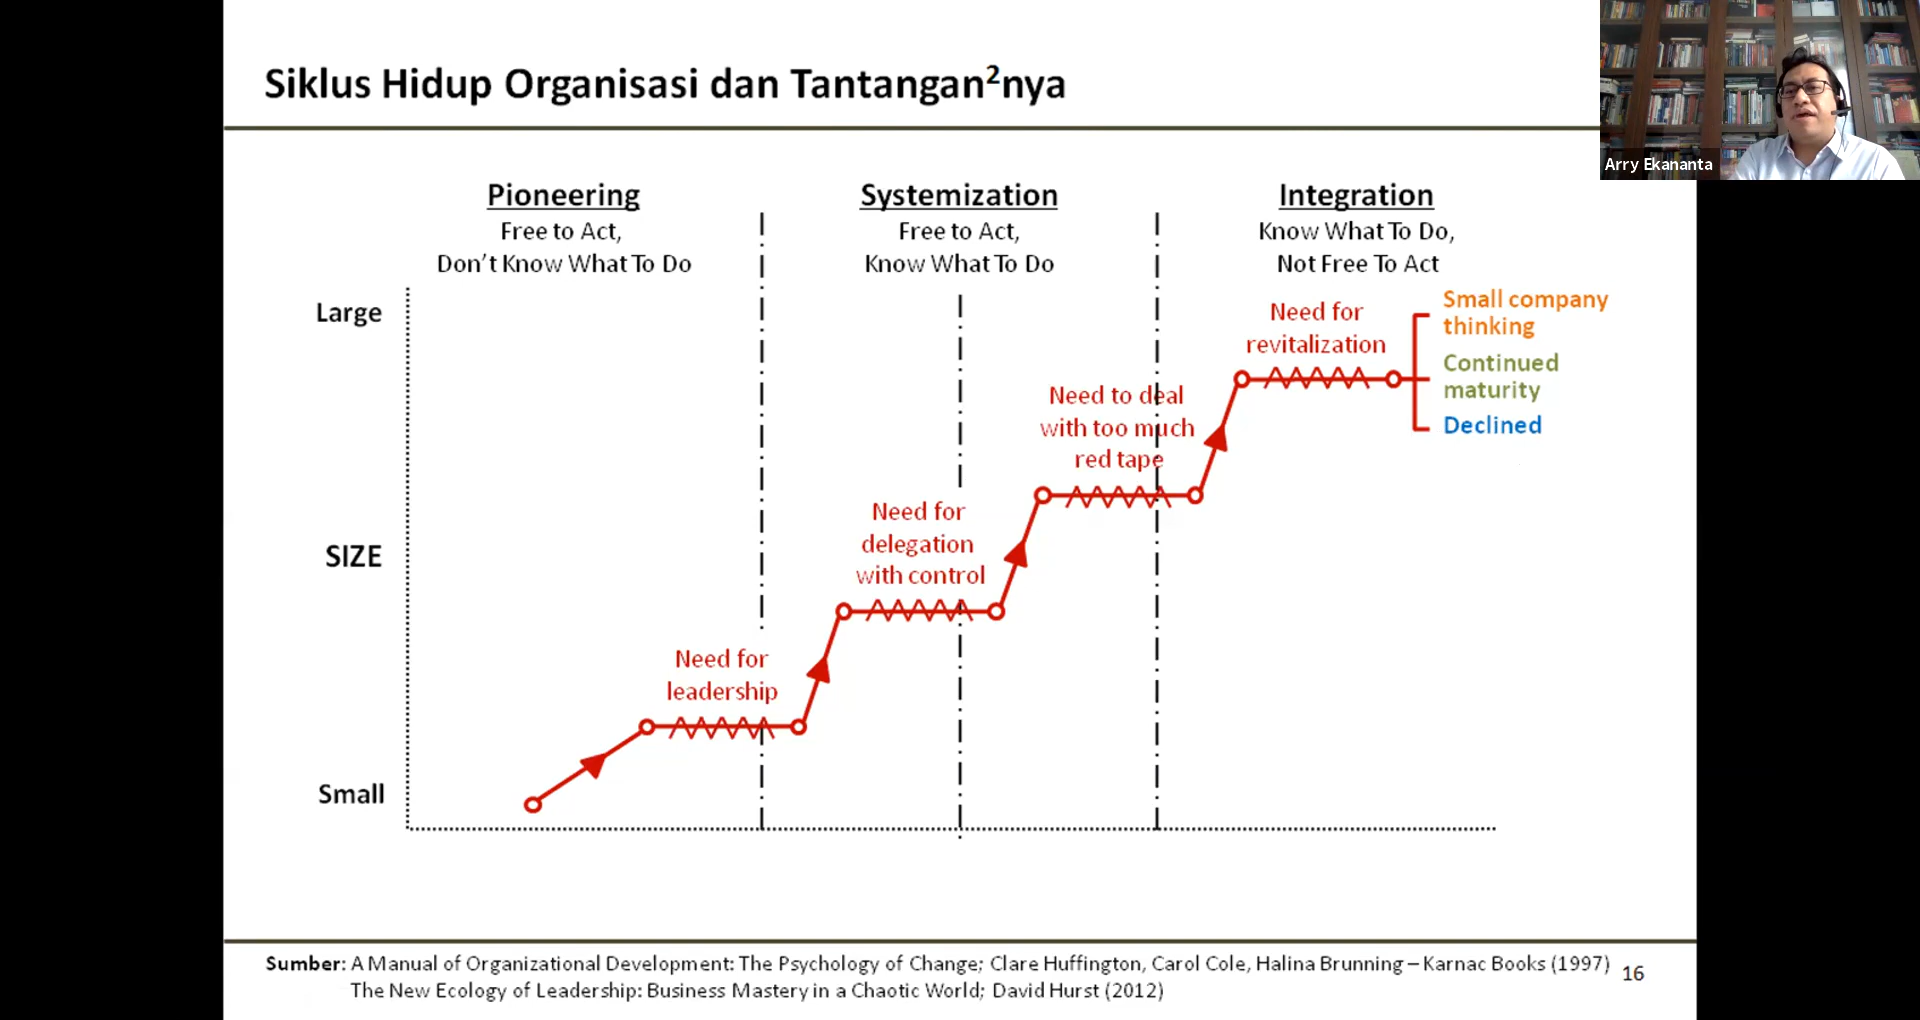 Siklus Hidup Organisasi dan Tantangan²nya
Arry Ekananta
Pioneering
Free to Act,
Don't Know What To Do
Systemization
Free to Act,
Know What To Do
Integration
Know What To Do,
Not Free To Act
Large
SIZE
Small
Need for
leadership
Need for
delegation
with control
Need to deal
with too much
red tape
Need for
revitalization
Small company
thinking
Continued
maturity
Declined
Sumber: A Manual of Organizational Development: The Psychology of Change; Clare Huffington, Carol Cole, Halina Brunning – Karnac Books (1997)
The New Ecology of Leadership: Business Mastery in a Chaotic World; David Hurst (2012)
16